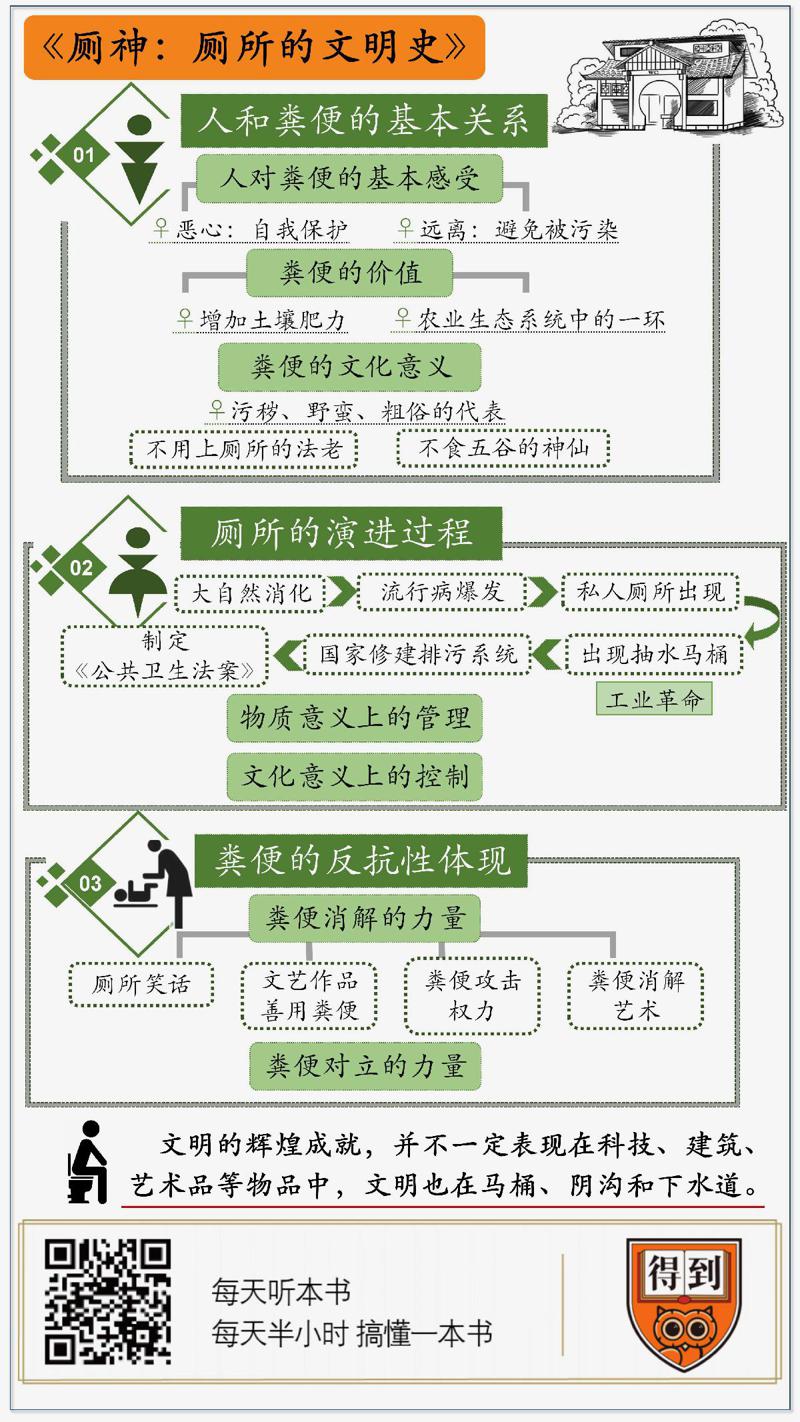 《厕神：厕所的文明史》
01
人和粪便的基本关系
人对粪便的基本感受
恶心：自我保护
远离：避免被污染
粪便的价值
增加土壤肥力
农业生态系统中的一环
粪便的文化意义
污秽、野蛮、粗俗的代表
不用上厕所的法老
不食五谷的神仙
02
厕所的演进过程
大自然消化
流行病爆发
私人厕所出现
出现抽水马桶
工业革命
国家修建排污系统
制定
《公共卫生法案》
物质意义上的管理
文化意义上的控制
03
粪便的反抗性体现
粪便消解的力量
厕所笑话
文艺作品
善用粪便
粪便攻击
权力
粪便消解
艺术
粪便对立的力量
文明的辉煌成就，并不一定表现在科技、建筑、
艺术品等物品中，文明也在马桶、阴沟和下水道。
每天听本书
每天半小时 搞懂一本书
得到